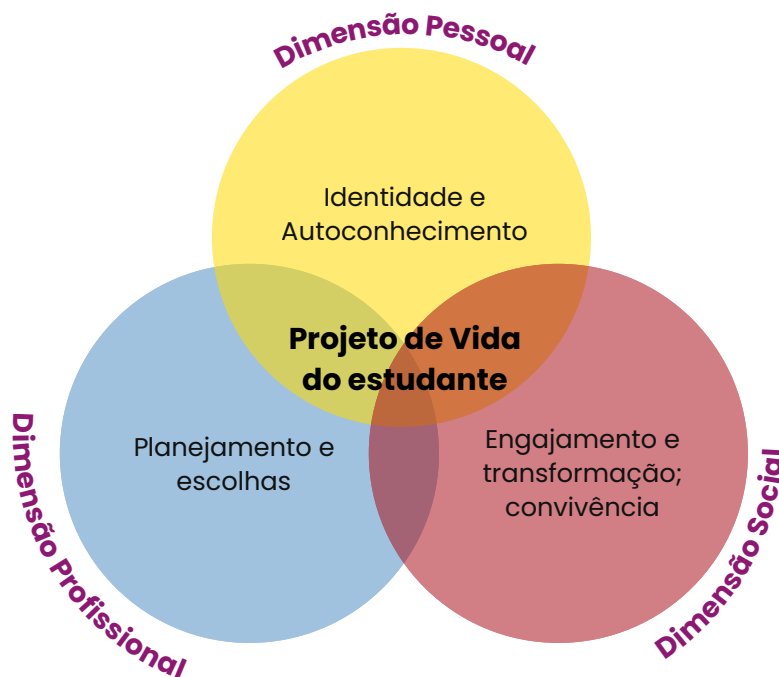 Dimensão Pessoal
Identidade e
Autoconhecimento
Projeto de Vida
do estudante
Planejamento e
escolhas
Engajamento e
transformação;
convivência
Dimensão Profissional
Dimensão Social